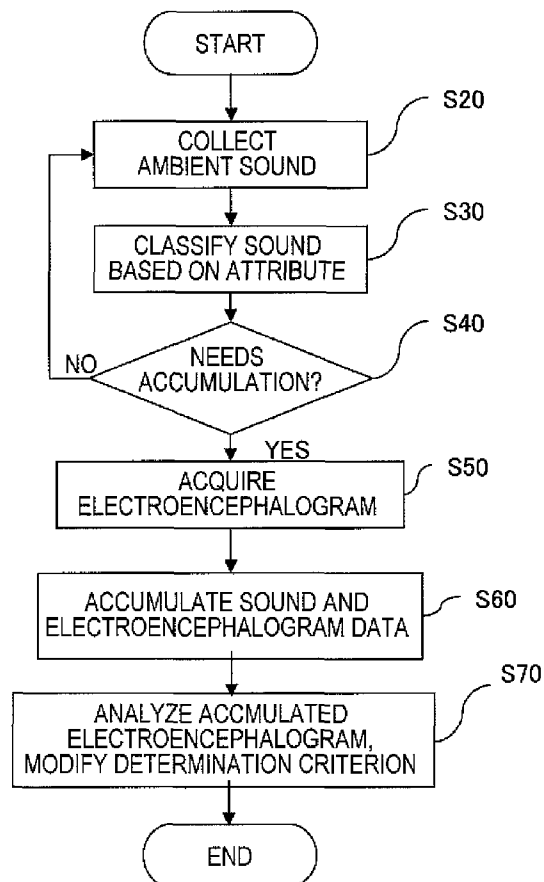 START
S20
COLLECT
AMBIENT SOUND
S30
CLASSIFY SOUND
BASED ON ATTRIBUTE
S40
NEEDS
ACCUMULATION?
NO
YES
S50
ACQUIRE
ELECTROENCEPHALOGRAM
S60
ACCUMULATE SOUND AND
ELECTROENCEPHALOGRAM DATA
S70
ANALYZE ACCMULATED
ELECTROENCEPHALOGRAM,
MODIFY DETERMINATION CRITERION
END